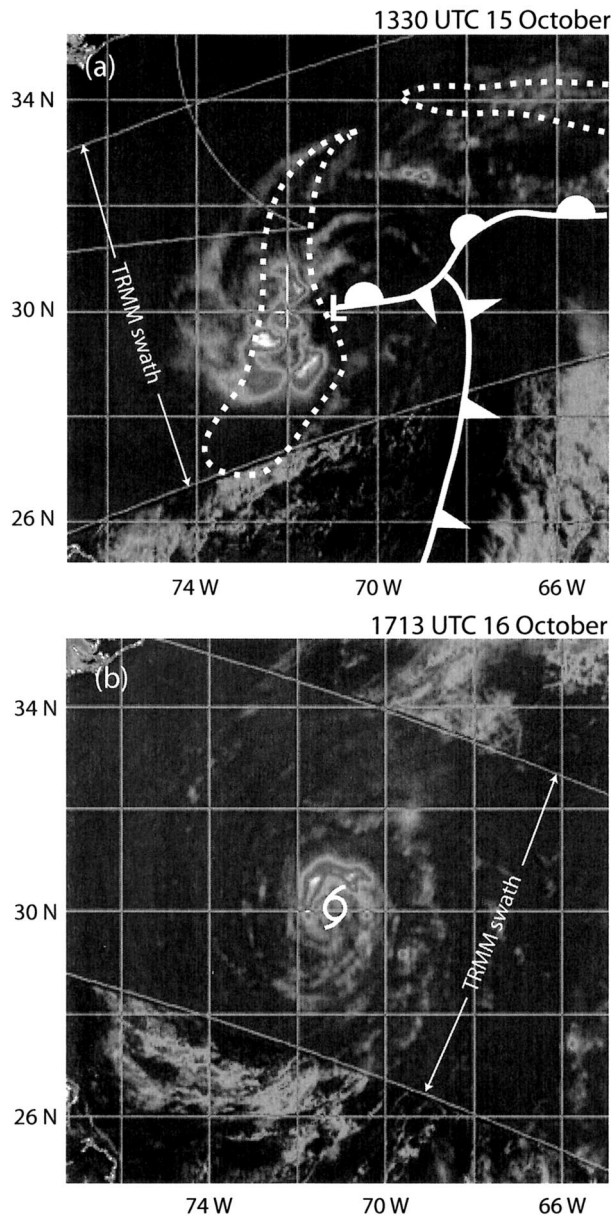 1330 UTC 15 October
(a)
34 N
30 N
26 N
TRMM swath
L
74 W
70 W
66 W
1713 UTC 16 October
(b)
34 N
30 N
26 N
TRMM swath
74 W
70 W
66 W